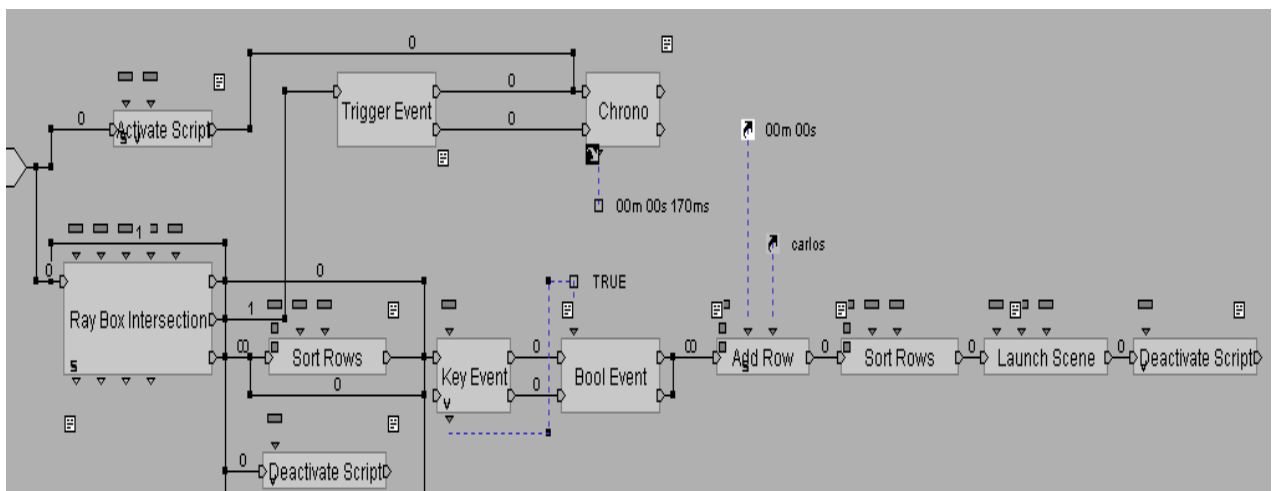 0
Trigger Event
0
0
Chrono
0
Activate Script
S V
00m 00s
00m 00s 170ms
carlos
1
0
Ray Box Intersection
S
0
1
TRUE
Sort Rows
0
Key Event
V
0
0
Bool Event
Add Row
S
0
Sort Rows
0
Launch Scene
0
Deactivate Script
V
0
Deactivate Script
V